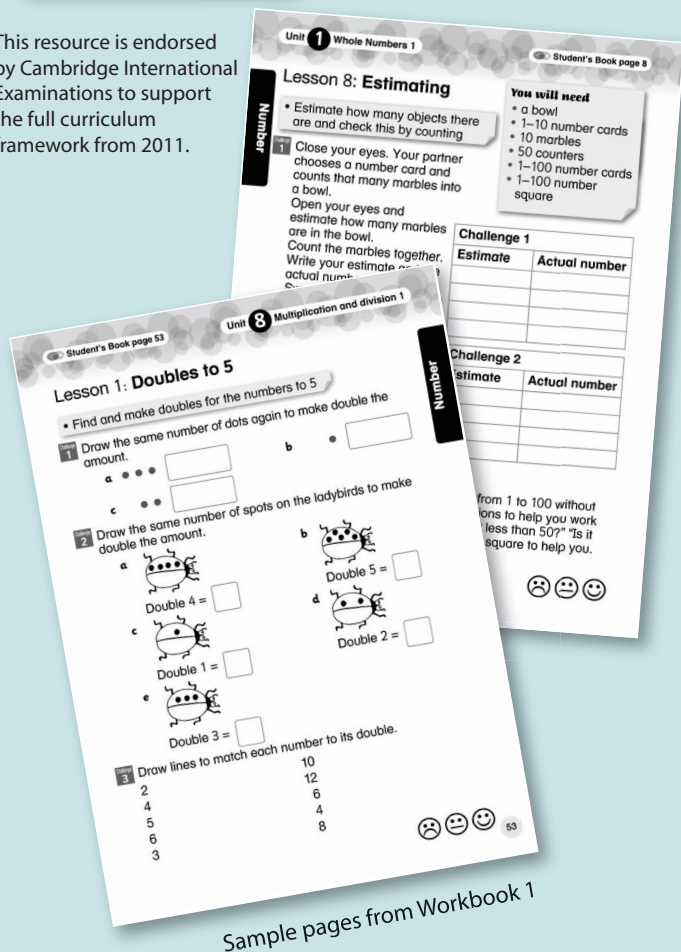 This resource is endorsed
by Cambridge International
Examinations to support
the full curriculum
framework from 2011.
Unit 1 Whole Numbers 1
Student's Book page 8
Number
Lesson 8: Estimating
• Estimate how many objects there
are and check this by counting
You will need
• a bowl
• 1–10 number cards
• 10 marbles
• 50 counters
• 1–100 number cards
• 1–100 number
square
Challenge
1
Close your eyes. Your partner
chooses a number card and
counts that many marbles into
a bowl.
Open your eyes and
estimate how many marbles
are in the bowl.
Count the marbles together.
Write your estimate
actual
Challenge 1
Estimate Actual number
Challenge 2
Estimate Actual number
from 1 to 100 without
to help you work
less than 50?" "Is it
square to help you.
Student's Book page 53
Unit 8 Multiplication and division 1
Number
Lesson 1: Doubles to 5
• Find and make doubles for the numbers to 5
Challenge
1
Draw the same number of dots again to make double the
amount.
a
b
c
Challenge
2
Draw the same number of spots on the ladybirds to make
double the amount.
a
Double 4 =
b
Double 5 =
c
Double 1 =
d
Double 2 =
e
Double 3 =
Challenge
3
Draw lines to match each number to its double.
2 10
4 12
5 6
6 4
3 8
53
Sample pages from Workbook 1